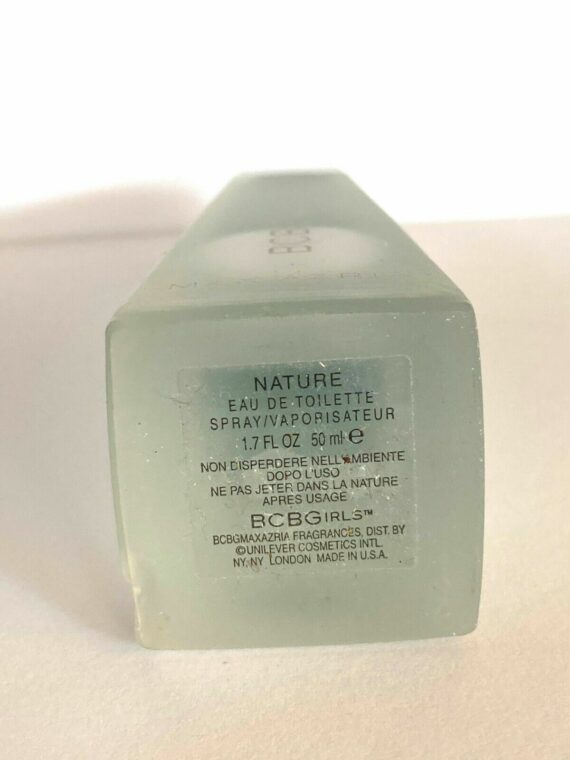 BCB
NATURE
EAU DE TOILETTE
SPRAY/VAPORISATEUR
1.7 FL OZ 50 ml ℮
NON DISPERDERE NELL'AMBIENTE
DOPO L'USO
NE PAS JETER DANS LA NATURE
APRES USAGE
BCBGIRLS™
BCBGMAXAZRIA FRAGRANCES, DIST. BY
©UNILEVER COSMETICS INTL.
NY, NY LONDON MADE IN U.S.A.